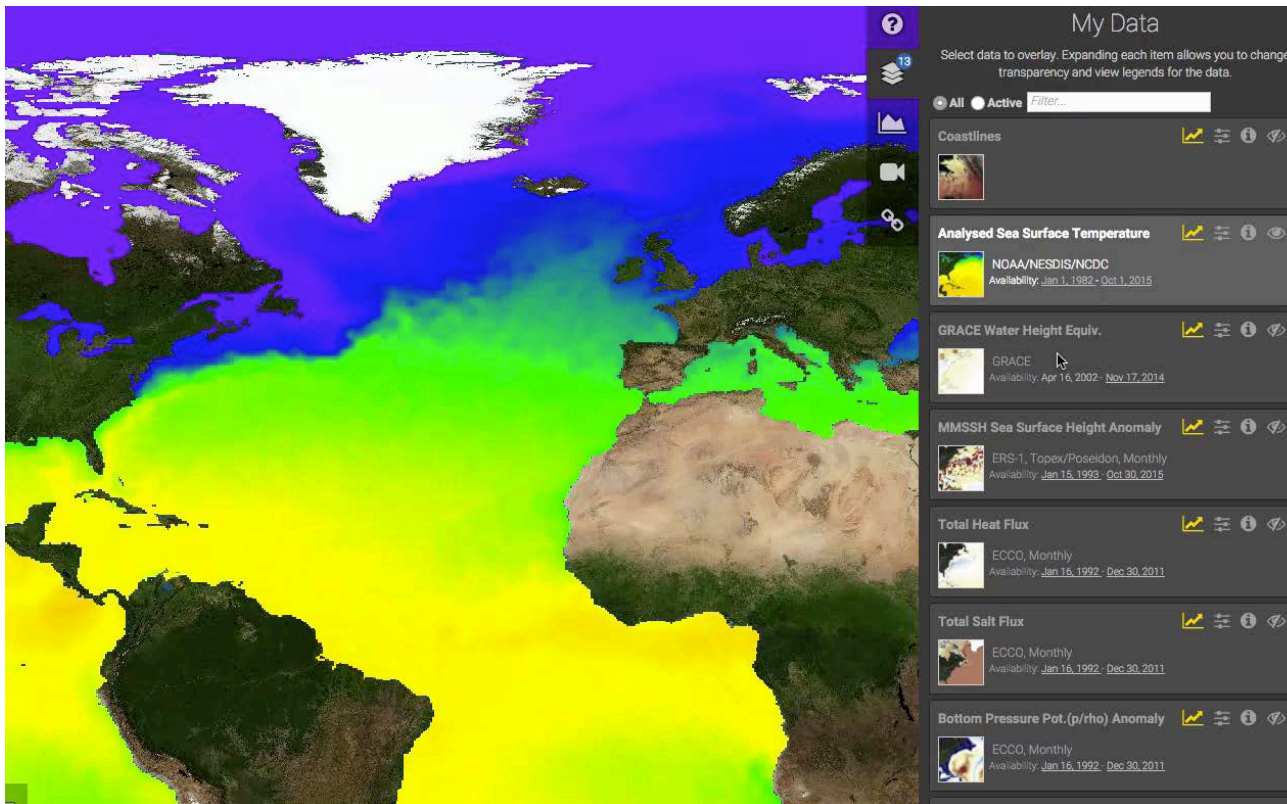 My Data
Select data to overlay. Expanding each item allows you to change
transparency and view legends for the data.
All Active Filter...
13
Coastlines
Analysed Sea Surface Temperature
NOAA/NESDIS/NCDC
Availability: Jan 1, 1982 - Oct 1, 2015
GRACE Water Height Equiv.
GRACE
Availability: Apr 16, 2002 - Nov 17, 2014
MMSSH Sea Surface Height Anomaly
ERS-1, Topex/Poseidon, Monthly
Availability: Jan 15, 1993 - Oct 30, 2015
Total Heat Flux
ECCO, Monthly
Availability: Jan 16, 1992 - Dec 30, 2011
Total Salt Flux
ECCO, Monthly
Availability: Jan 16, 1992 - Dec 30, 2011
Bottom Pressure Pot.(p/rho) Anomaly
ECCO, Monthly
Availability: Jan 16, 1992 - Dec 30, 2011